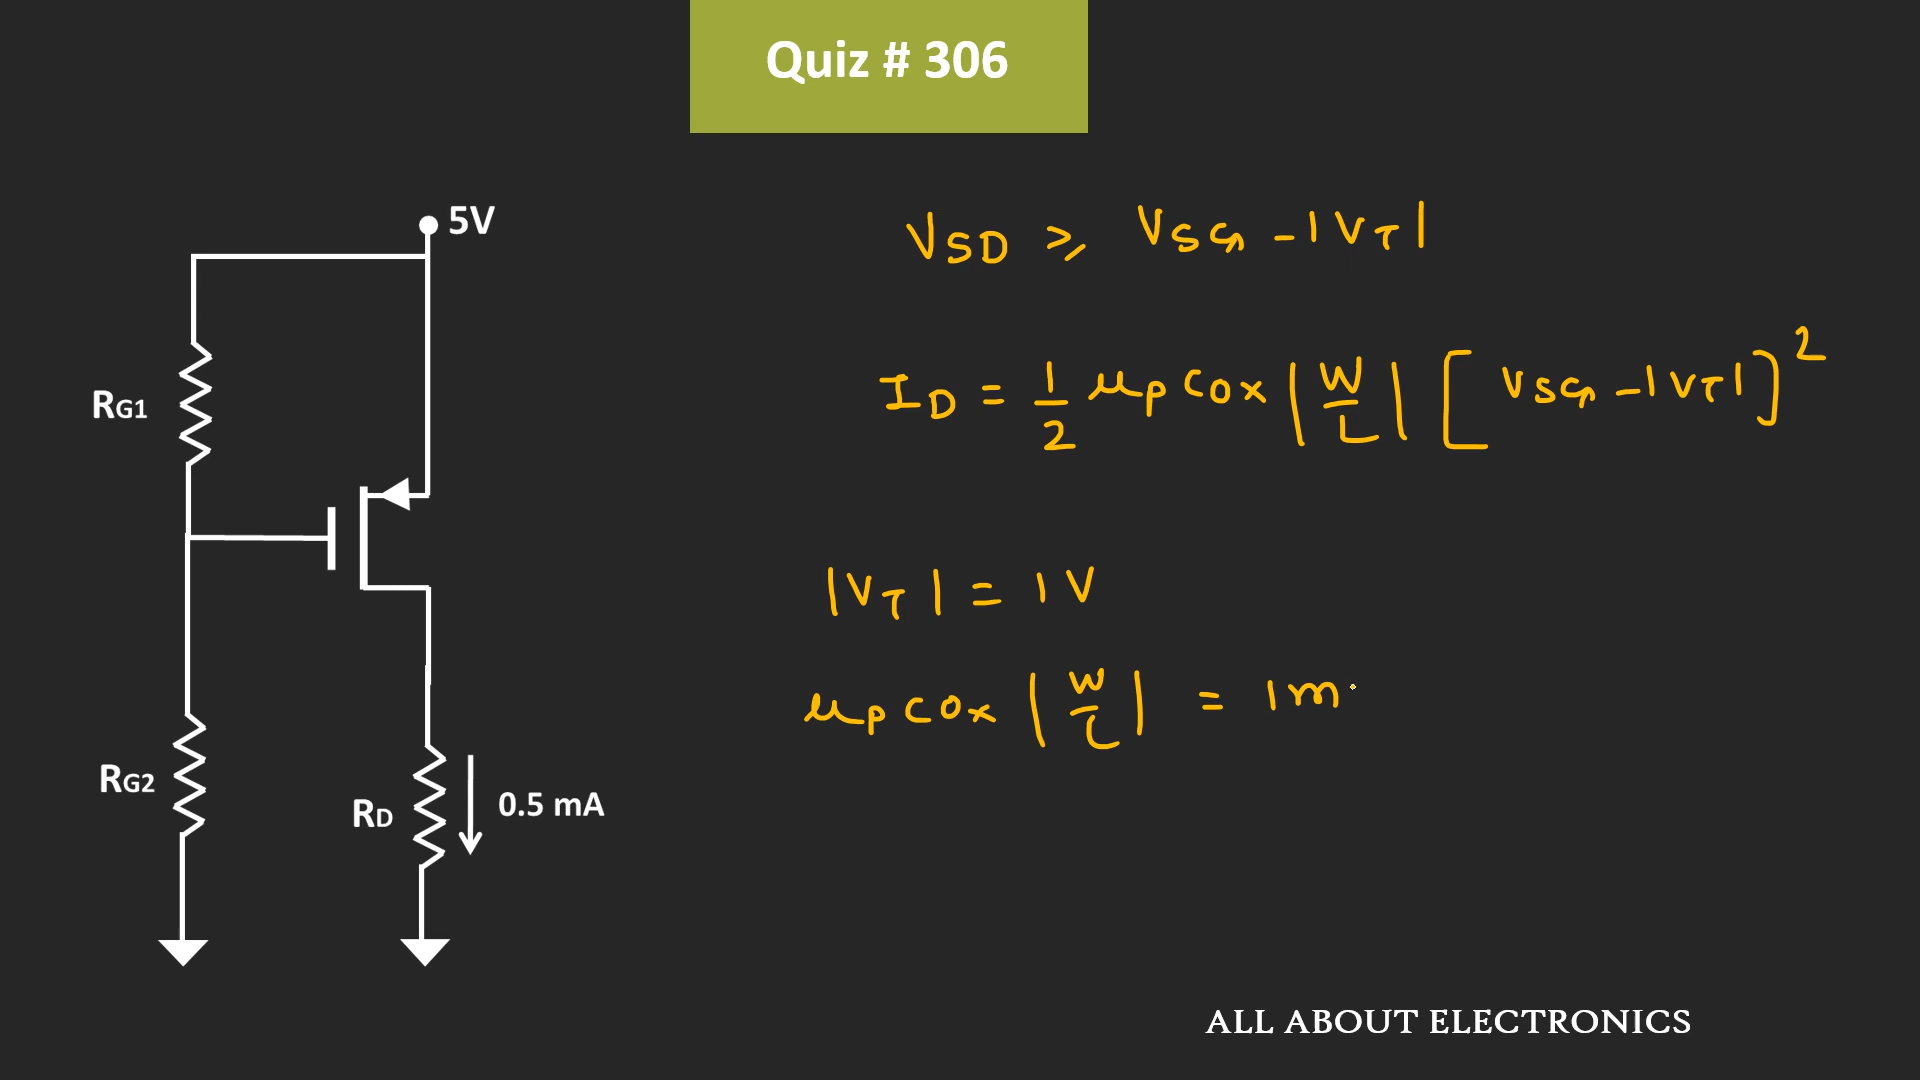 Quiz # 306
5V
RG1
RG2
RD
0.5 mA
VSD ≥ VSG - |VT|
ID = 1/2 μp Cox |W/L| [VSG - |VT|]²
|VT| = 1V
μp Cox |W/L| = 1m
ALL ABOUT ELECTRONICS